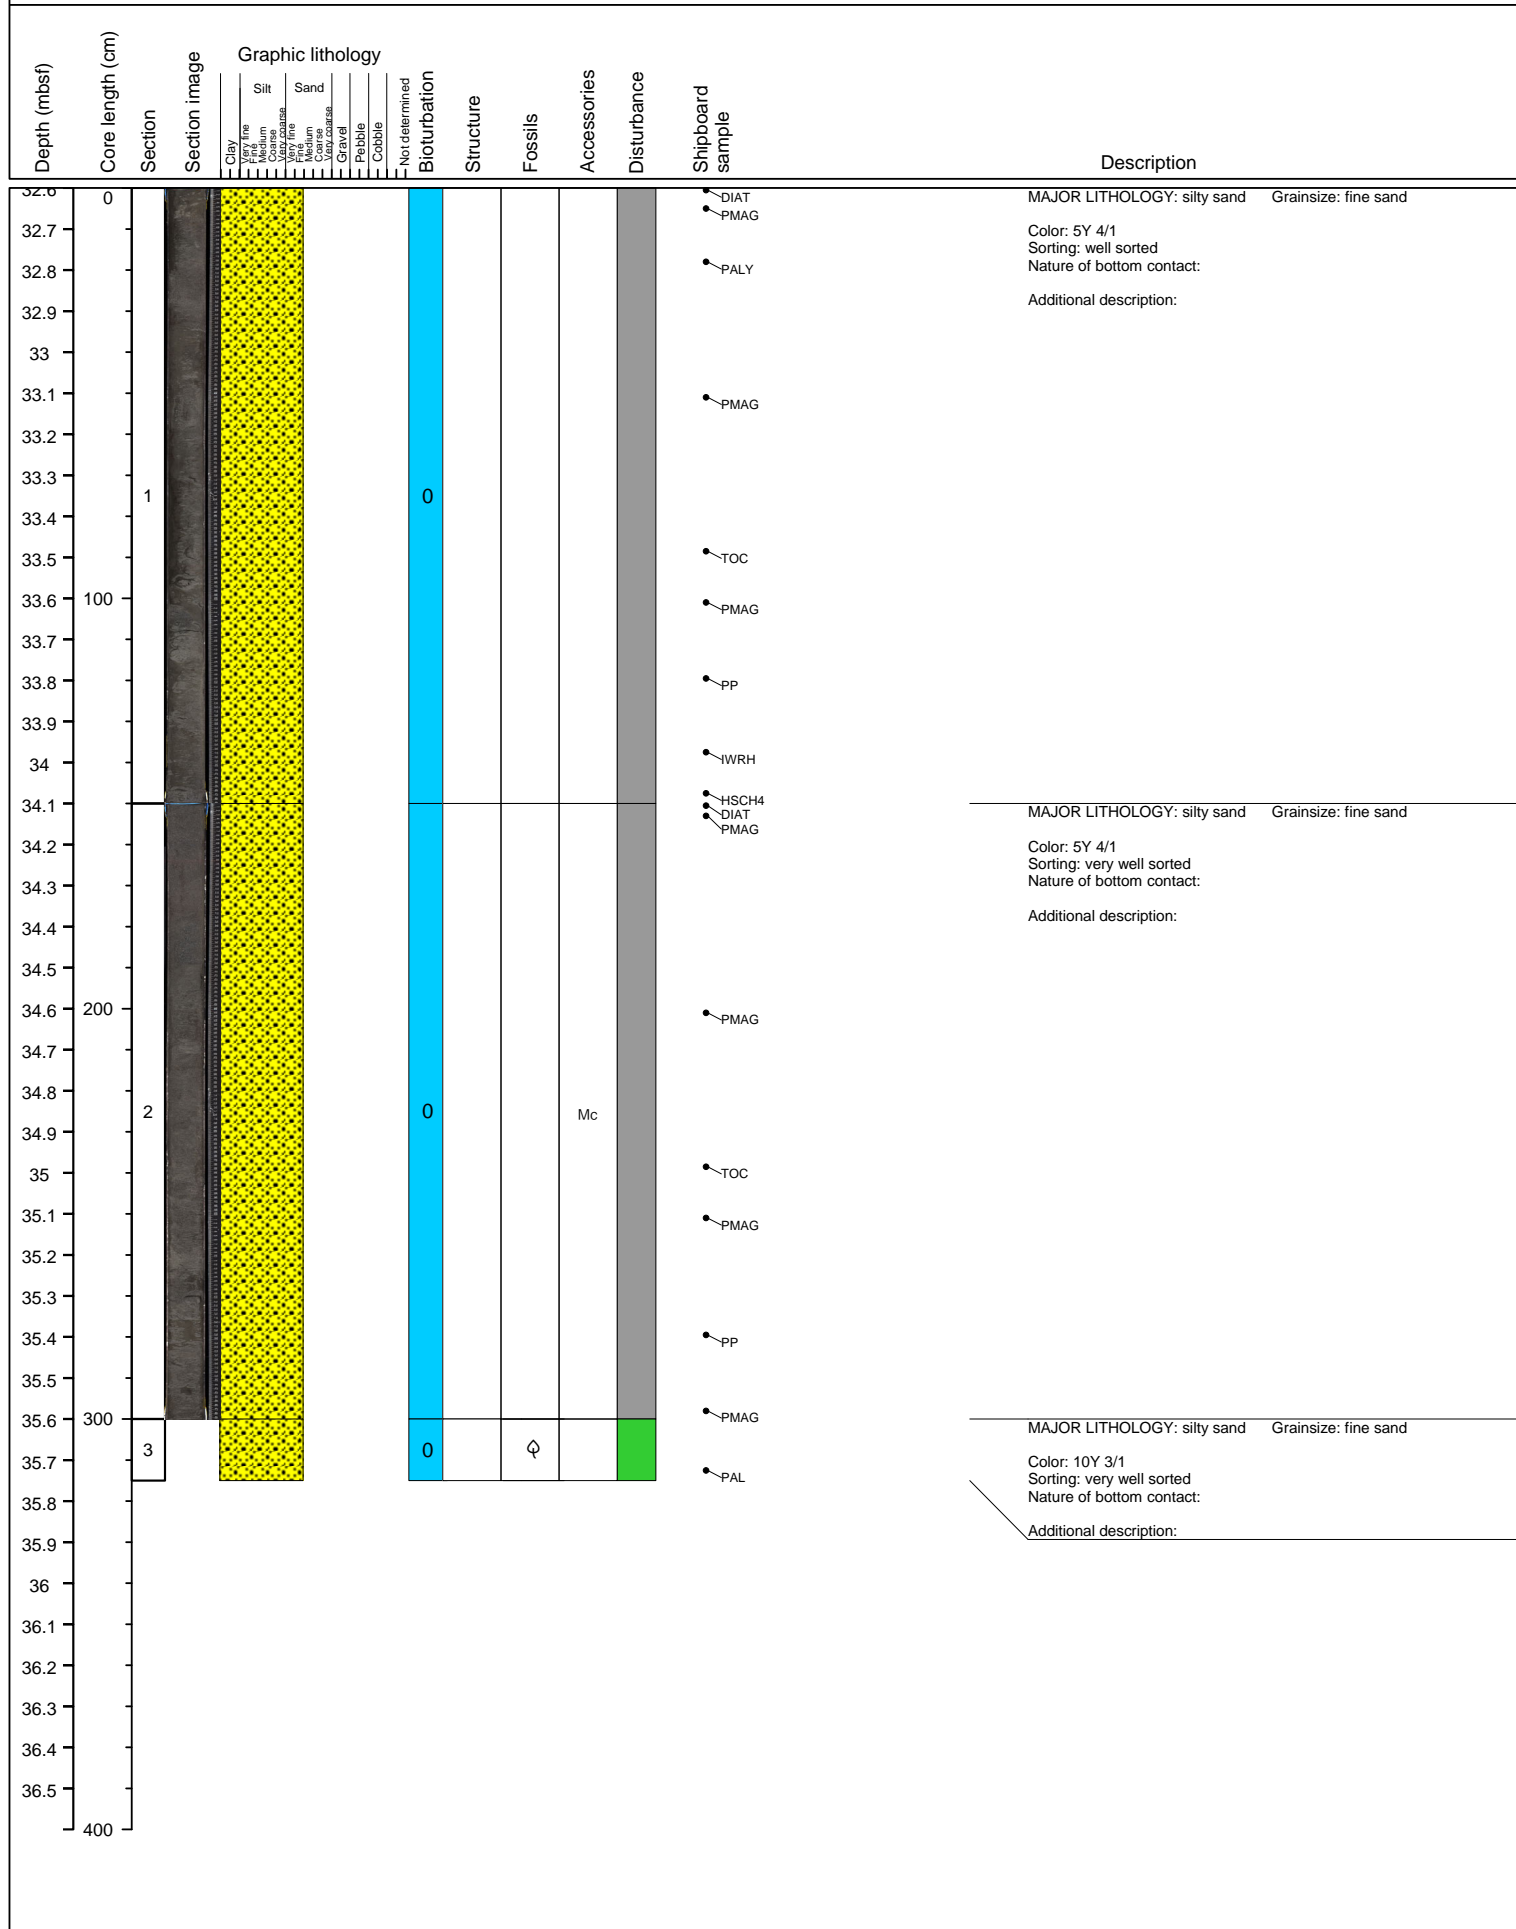 Depth (mbsf)
Core length (cm)
Section
Section image
Graphic lithology
Clay
Silt
Very fine
Fine
Medium
Coarse
Very coarse
Sand
Very fine
Fine
Medium
Coarse
Very coarse
Gravel
Pebble
Cobble
Not determined
Bioturbation
Structure
Fossils
Accessories
Disturbance
Shipboard
sample
Description
32.6
32.7
32.8
32.9
33
33.1
33.2
33.3
33.4
33.5
33.6
33.7
33.8
33.9
34
34.1
34.2
34.3
34.4
34.5
34.6
34.7
34.8
34.9
35
35.1
35.2
35.3
35.4
35.5
35.6
35.7
35.8
35.9
36
36.1
36.2
36.3
36.4
36.5
0
100
200
300
400
1
2
3
0
0
0
Mc
DIAT
PMAG
PALY
PMAG
TOC
PMAG
PP
IWRH
HSCH4
DIAT
PMAG
PMAG
TOC
PMAG
PP
PMAG
PAL
MAJOR LITHOLOGY: silty sand Grainsize: fine sand
Color: 5Y 4/1
Sorting: well sorted
Nature of bottom contact:
Additional description:
MAJOR LITHOLOGY: silty sand Grainsize: fine sand
Color: 5Y 4/1
Sorting: very well sorted
Nature of bottom contact:
Additional description:
MAJOR LITHOLOGY: silty sand Grainsize: fine sand
Color: 10Y 3/1
Sorting: very well sorted
Nature of bottom contact:
Additional description: